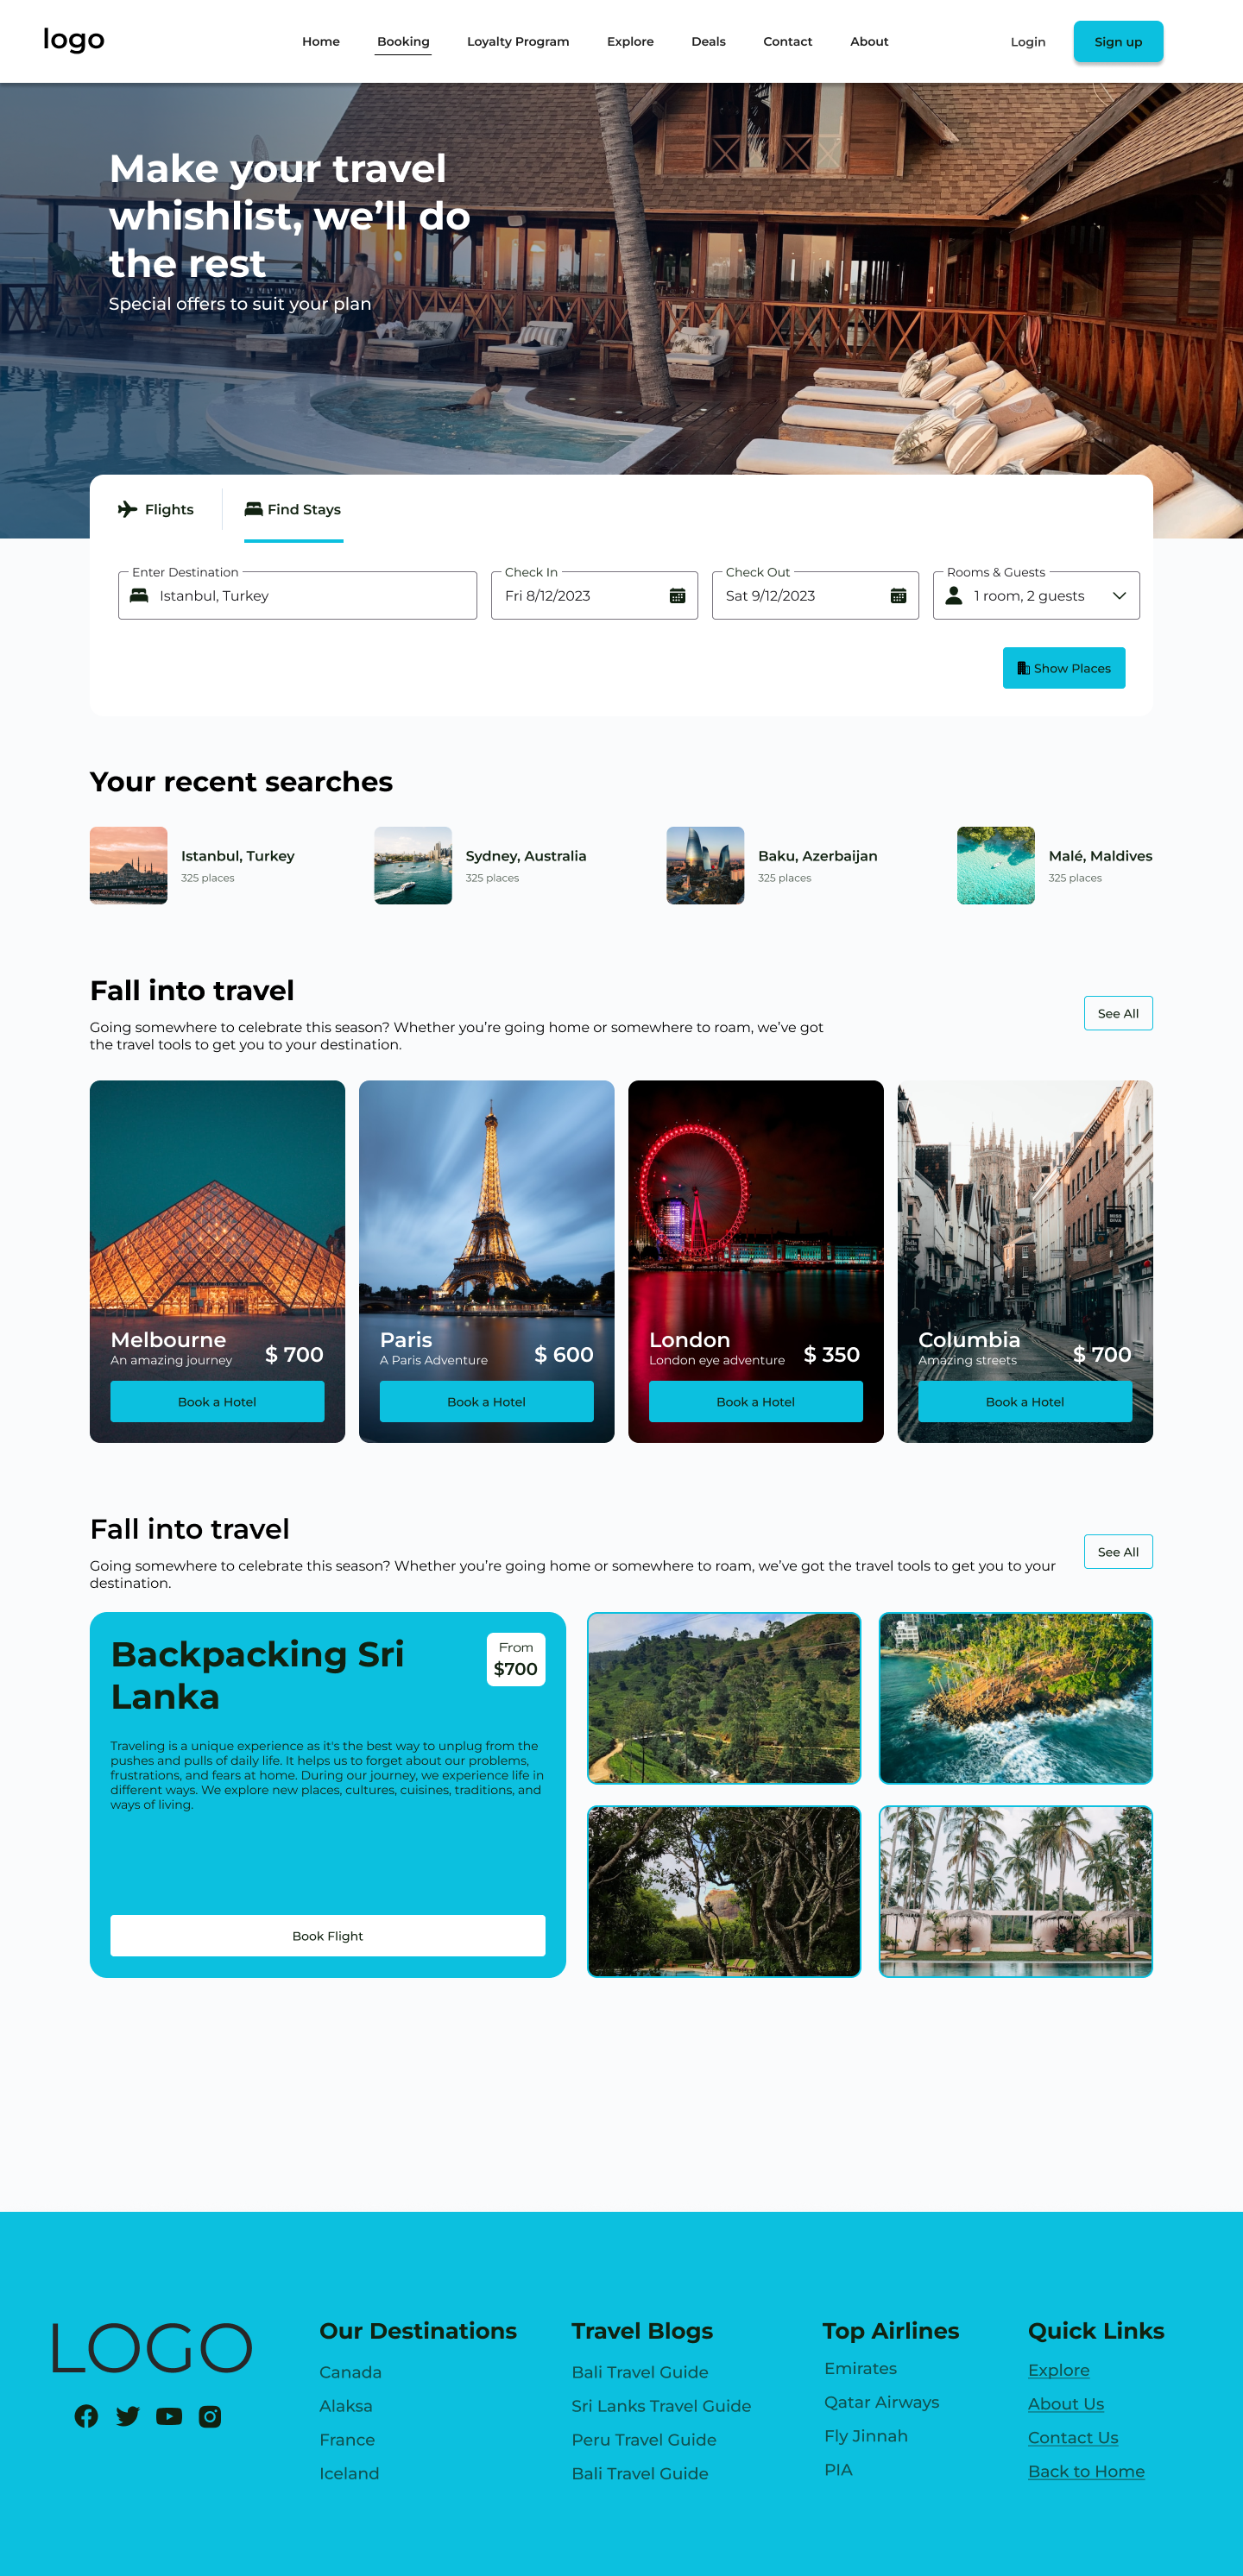 logo
Home
Booking
Loyalty Program
Explore
Deals
Contact
About
Login
Sign up
Make your travel
whishlist, we’ll do
the rest
Special offers to suit your plan
Flights
Find Stays
Enter Destination
Istanbul, Turkey
Check In
Fri 8/12/2023
Check Out
Sat 9/12/2023
Rooms & Guests
1 room, 2 guests
Show Places
Your recent searches
Istanbul, Turkey
325 places
Sydney, Australia
325 places
Baku, Azerbaijan
325 places
Malé, Maldives
325 places
Fall into travel
Going somewhere to celebrate this season? Whether you’re going home or somewhere to roam, we’ve got
the travel tools to get you to your destination.
See All
Melbourne
An amazing journey
$ 700
Book a Hotel
Paris
A Paris Adventure
$ 600
Book a Hotel
London
London eye adventure
$ 350
Book a Hotel
MISS
DIVA
Columbia
Amazing streets
$ 700
Book a Hotel
Fall into travel
Going somewhere to celebrate this season? Whether you’re going home or somewhere to roam, we’ve got the travel tools to get you to your
destination.
See All
Backpacking Sri
Lanka
From
$700
Traveling is a unique experience as it's the best way to unplug from the
pushes and pulls of daily life. It helps us to forget about our problems,
frustrations, and fears at home. During our journey, we experience life in
different ways. We explore new places, cultures, cuisines, traditions, and
ways of living.
Book Flight
LOGO
Our Destinations
Canada
Alaksa
France
Iceland
Travel Blogs
Bali Travel Guide
Sri Lanks Travel Guide
Peru Travel Guide
Bali Travel Guide
Top Airlines
Emirates
Qatar Airways
Fly Jinnah
PIA
Quick Links
Explore
About Us
Contact Us
Back to Home